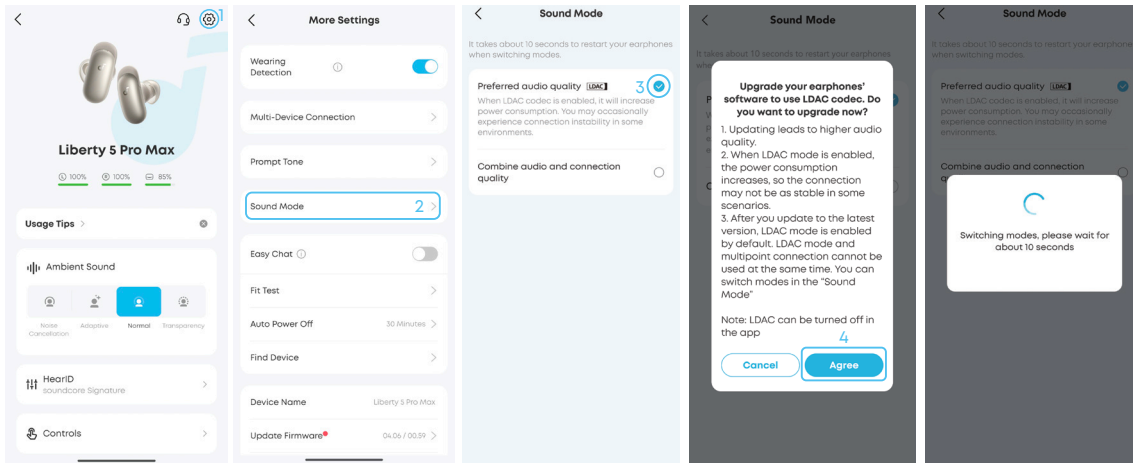 1
Liberty 5 Pro Max
L 100% R 100% 85%
Usage Tips
Ambient Sound
Noise Cancellation
Adaptive
Normal
Transparency
HearID
soundcore Signature
Controls
More Settings
Wearing
Detection
Multi-Device Connection
Prompt Tone
Sound Mode 2
Easy Chat
Fit Test
Auto Power Off 30 Minutes
Find Device
Device Name Liberty 5 Pro Max
Update Firmware 04.06 / 00.59
Sound Mode
It takes about 10 seconds to restart your earphones
when switching modes.
Preferred audio quality LDAC 3
When LDAC codec is enabled, it will increase
power consumption. You may occasionally
experience connection instability in some
environments.
Combine audio and connection
quality
Sound Mode
It takes about 10 seconds to restart your earphones
Upgrade your earphones'
software to use LDAC codec. Do
you want to upgrade now?
1. Updating leads to higher audio
quality.
2. When LDAC mode is enabled,
the power consumption
increases, so the connection
may not be as stable in some
scenarios.
3. After you update to the latest
version, LDAC mode is enabled
by default. LDAC mode and
multipoint connection cannot be
used at the same time. You can
switch modes in the "Sound
Mode"
Note: LDAC can be turned off in
the app
4
Cancel Agree
Sound Mode
It takes about 10 seconds to restart your earphone
when switching modes.
Preferred audio quality LDAC
When LDAC codec is enabled, it will increase
power consumption. You may occasionally
experience connection instability in some
environments.
Combine audio and connection
Switching modes, please wait for
about 10 seconds